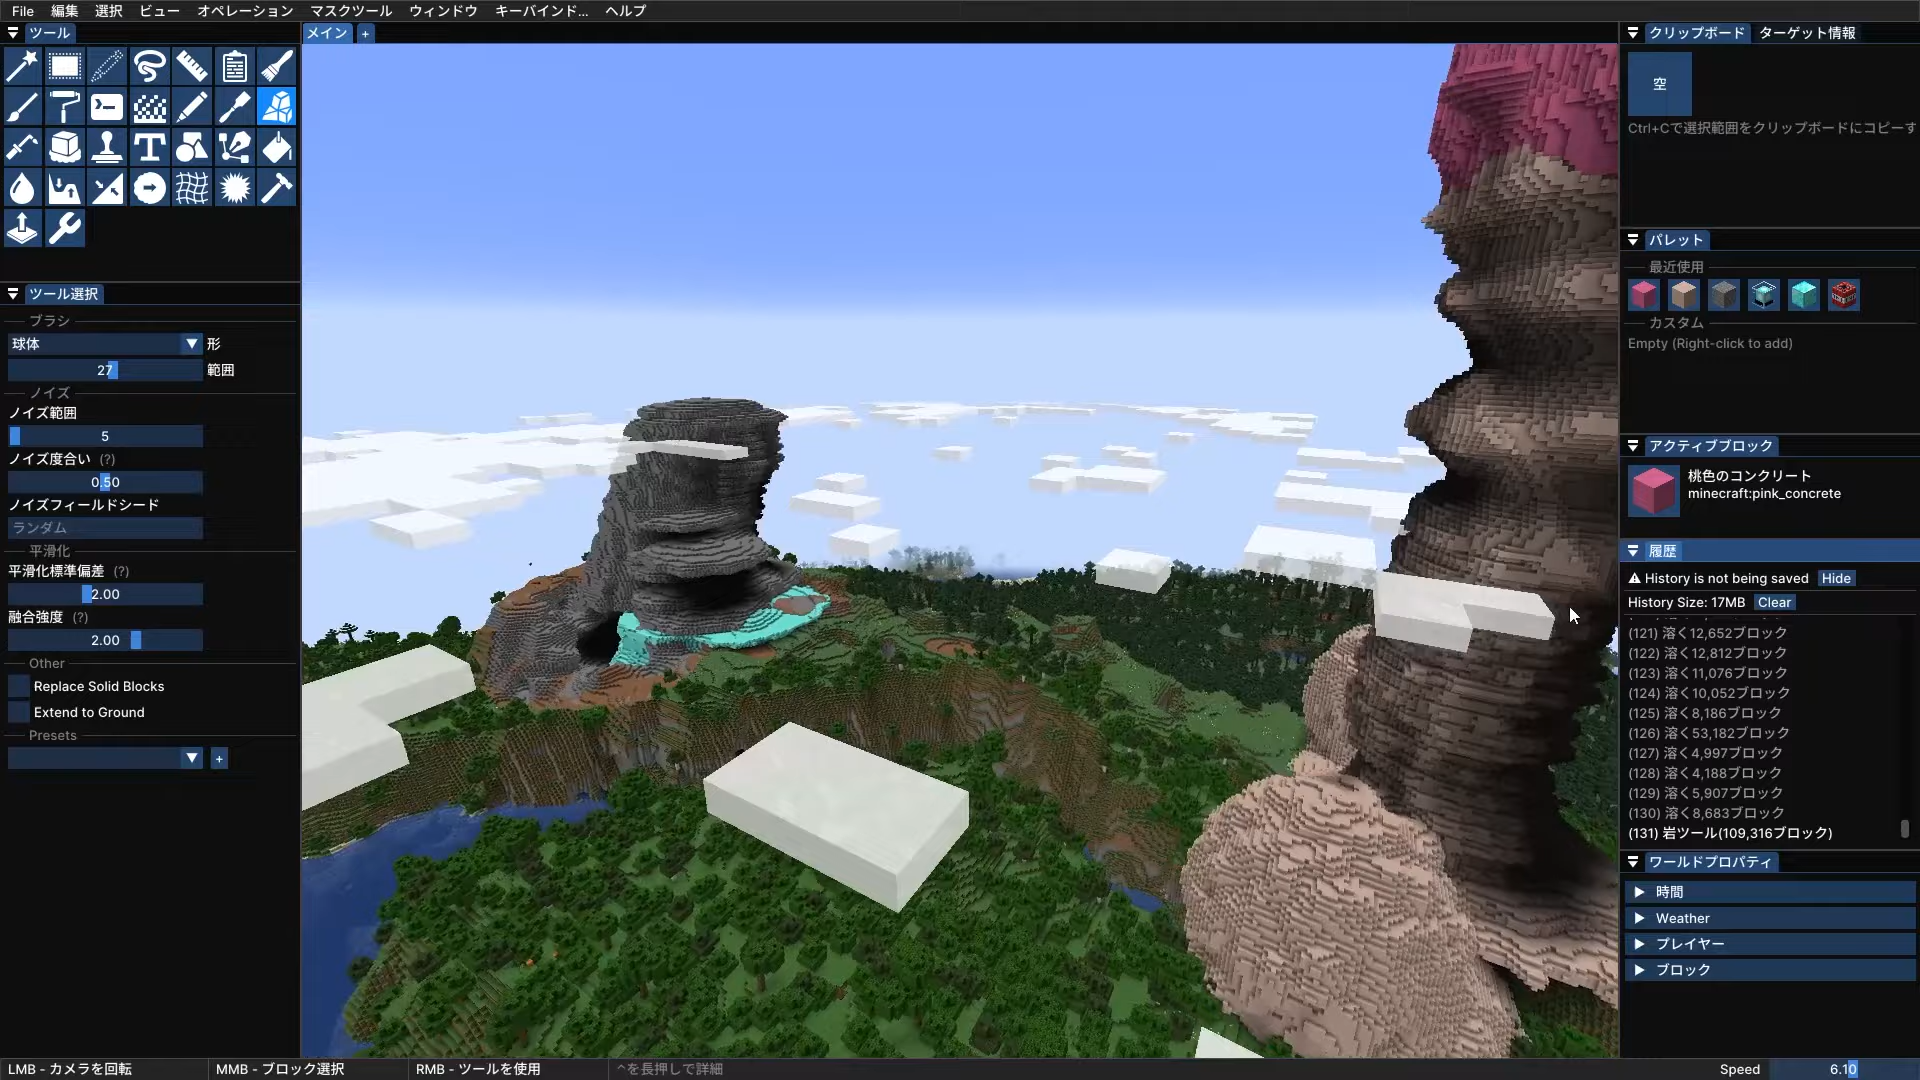 File 編集 選択 ビュー オペレーション マスクツール ウィンドウ キーバインド... ヘルプ
ツール
メイン +
ツール選択
ブラシ
球体 形
27 範囲
ノイズ
ノイズ範囲
5
ノイズ度合い (?)
0.50
ノイズフィールドシード
ランダム
平滑化
平滑化標準偏差 (?)
2.00
融合強度 (?)
2.00
Other
Replace Solid Blocks
Extend to Ground
Presets
+
クリップボード ターゲット情報
空
Ctrl+Cで選択範囲をクリップボードにコピーす
パレット
最近使用
カスタム
Empty (Right-click to add)
アクティブブロック
桃色のコンクリート
minecraft:pink_concrete
履歴
History is not being saved Hide
History Size: 17MB Clear
(121) 溶く12,652ブロック
(122) 溶く12,812ブロック
(123) 溶く11,076ブロック
(124) 溶く10,052ブロック
(125) 溶く8,186ブロック
(126) 溶く53,182ブロック
(127) 溶く4,997ブロック
(128) 溶く4,188ブロック
(129) 溶く5,907ブロック
(130) 溶く8,683ブロック
(131) 岩ツール(109,316ブロック)
ワールドプロパティ
時間
Weather
プレイヤー
ブロック
LMB - カメラを回転 MMB - ブロック選択 RMB - ツールを使用 ^を長押しで詳細 Speed 6.10